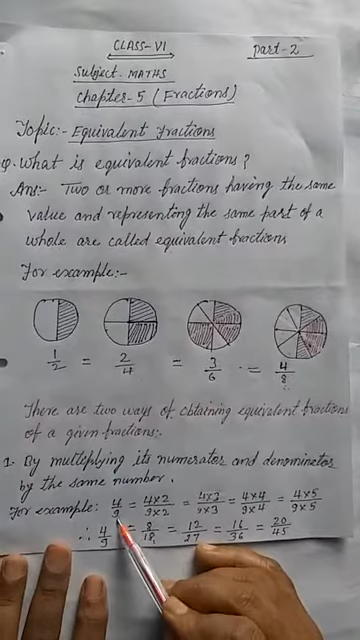 CLASS-VI
Part-2
Subject- MATHS
Chapter-5 (Fractions)
Topic:- Equivalent Fractions
Q. What is equivalent fractions?
Ans:- Two or more fractions having the same
value and representing the same part of a
whole are called equivalent fractions
For example:-
1/2 = 2/4 = 3/6 = 4/8
There are two ways of obtaining equivalent fractions
of a given fractions:
1. By multiplying its numerator and denominator
by the same number.
For example: 4/9 = 4×2/9×2 = 4×3/9×3 = 4×4/9×4 = 4×5/9×5
∴ 4/9 = 8/18 = 12/27 = 16/36 = 20/45